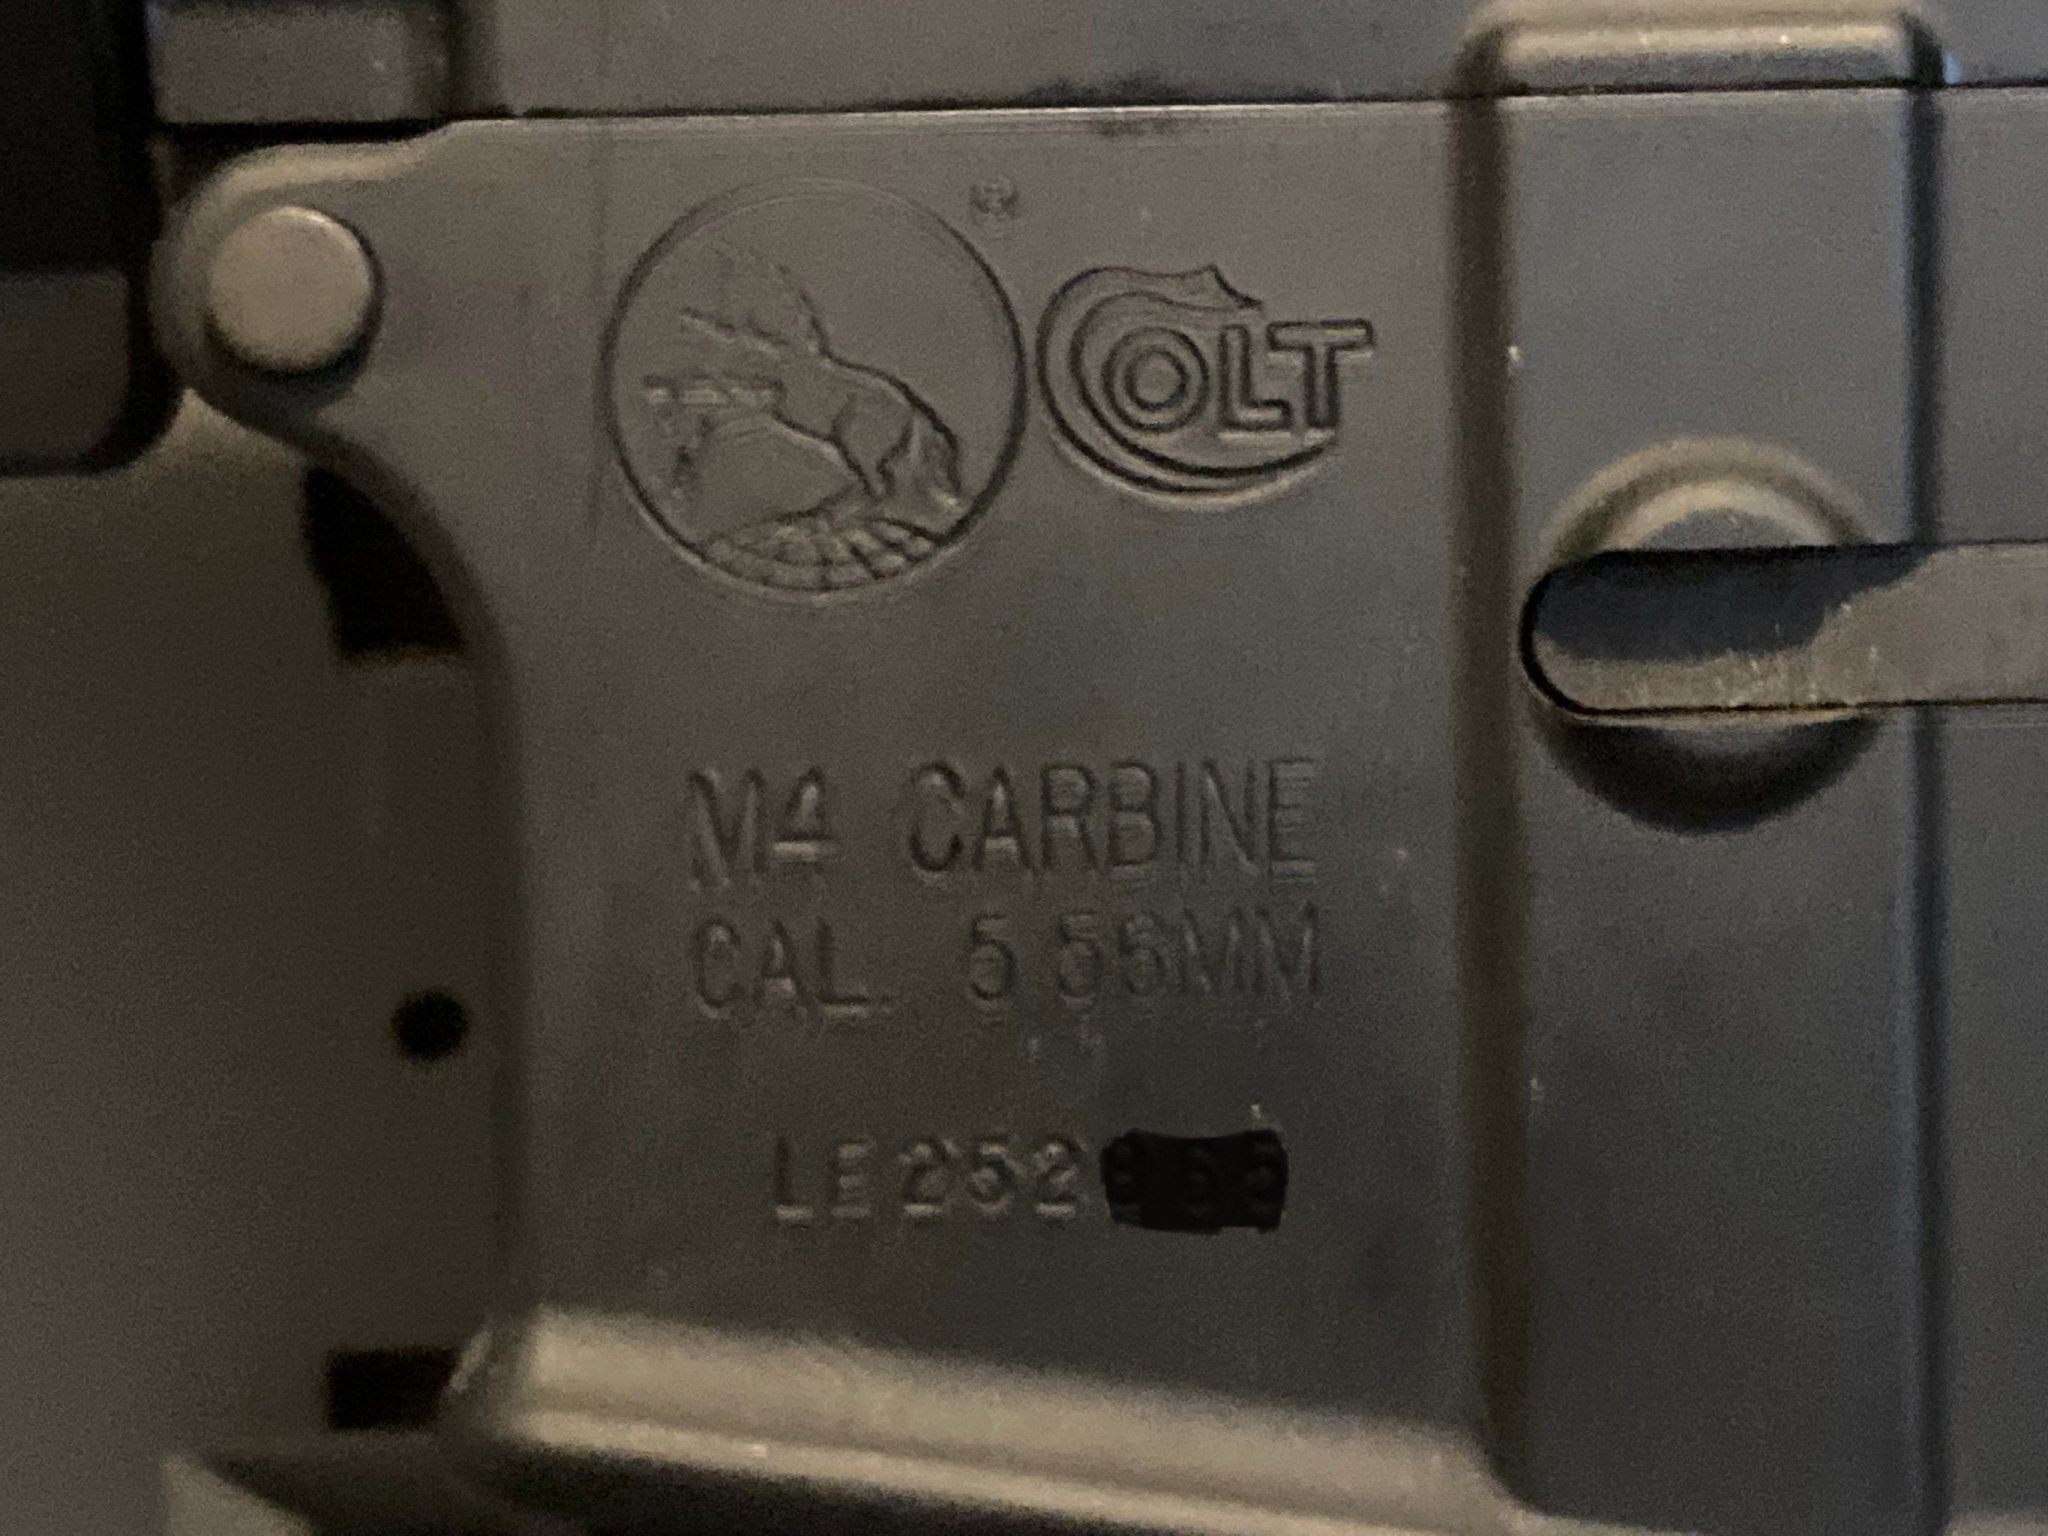 ®
COLT
M4 CARBINE
CAL. 5.56MM
LE252